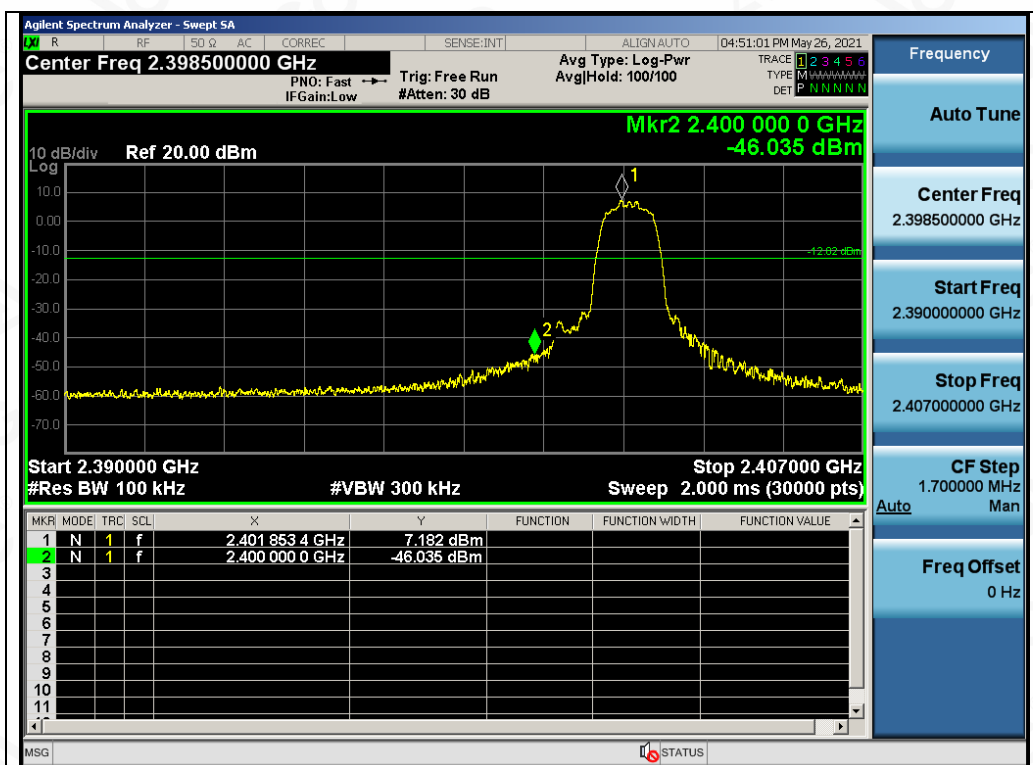 Agilent Spectrum Analyzer - Swept SA
LXI R RF 50 Ω AC CORREC SENSE:INT ALIGNAUTO 04:51:01 PM May 26, 2021
Center Freq 2.398500000 GHz
PNO: Fast
IFGain:Low
Trig: Free Run
#Atten: 30 dB
Avg Type: Log-Pwr
Avg|Hold: 100/100
TRACE 1 2 3 4 5 6
TYPE M
DET P N N N N N
Mkr2 2.400 000 0 GHz
-46.035 dBm
10 dB/div Ref 20.00 dBm
Log
10.0
0.00
-10.0
-20.0
-30.0
-40.0
-50.0
-60.0
-70.0
1
-12.82 dBm
2
Start 2.390000 GHz Stop 2.407000 GHz
#Res BW 100 kHz #VBW 300 kHz Sweep 2.000 ms (30000 pts)
MKR MODE TRC SCL X Y FUNCTION FUNCTION WIDTH FUNCTION VALUE
1 N 1 f 2.401 853 4 GHz 7.182 dBm
2 N 1 f 2.400 000 0 GHz -46.035 dBm
3
4
5
6
7
8
9
10
11
MSG STATUS
Frequency
Auto Tune
Center Freq
2.398500000 GHz
Start Freq
2.390000000 GHz
Stop Freq
2.407000000 GHz
CF Step
1.700000 MHz
Auto Man
Freq Offset
0 Hz